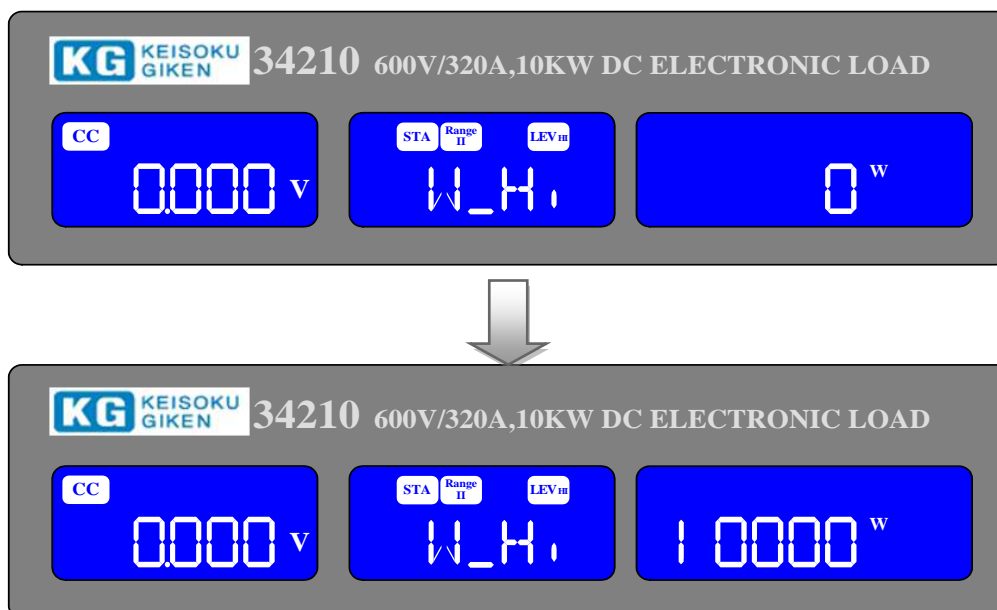 KG KEISOKU GIKEN 34210 600V/320A,10KW DC ELECTRONIC LOAD
CC STA Range II LEV HI
0.000 V W_Hi 0 W
KG KEISOKU GIKEN 34210 600V/320A,10KW DC ELECTRONIC LOAD
CC STA Range II LEV HI
0.000 V W_Hi 10000 W